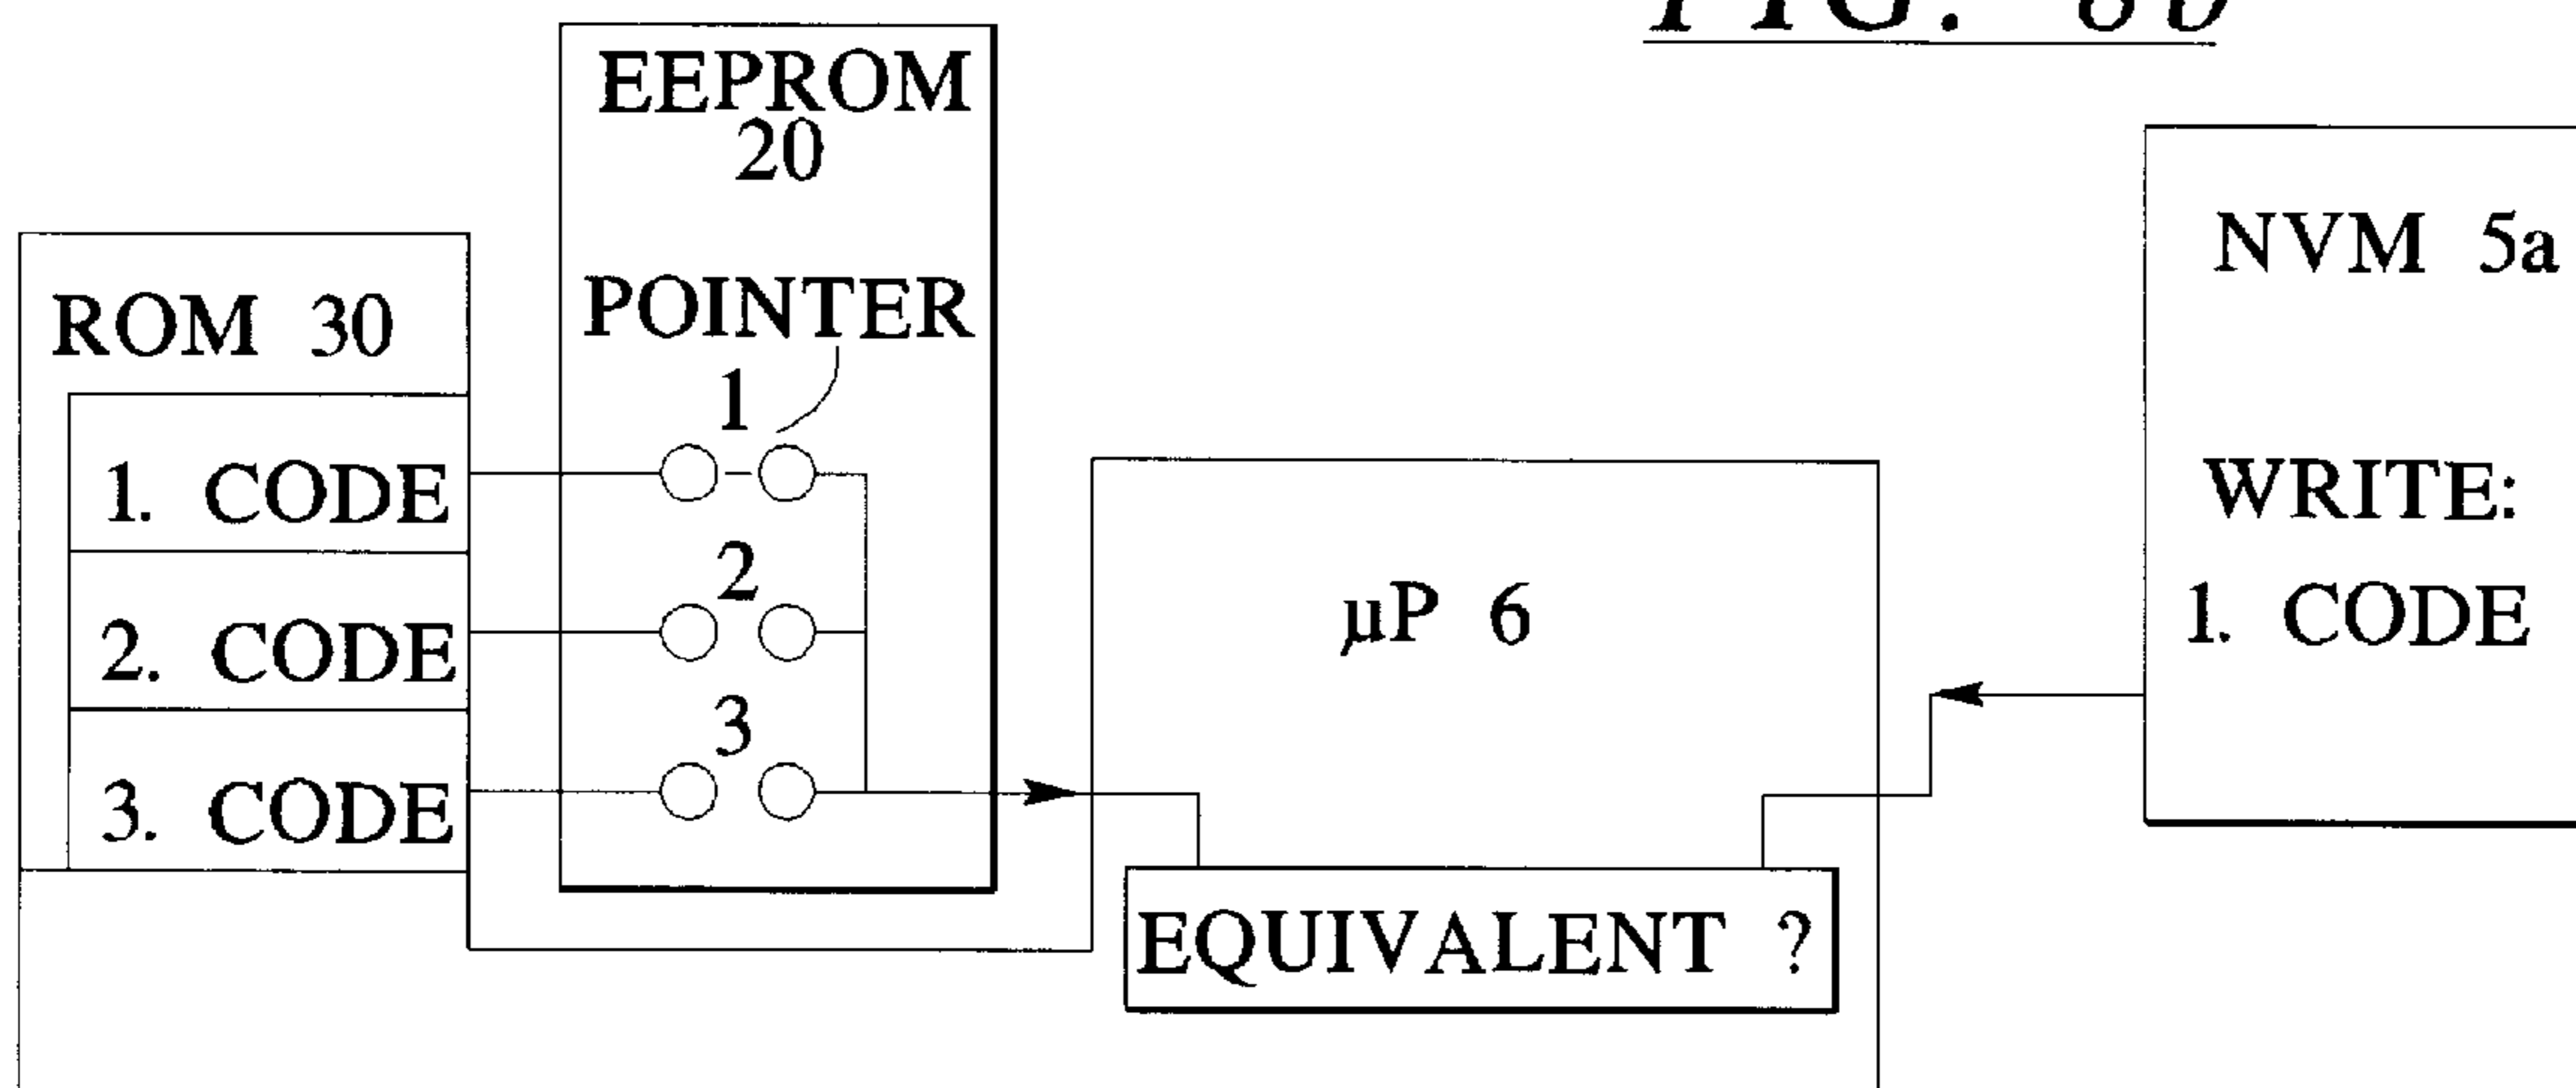 EEPROM
20
POINTER
1
2
3
ROM 30
1. CODE
2. CODE
3. CODE
µP 6
EQUIVALENT ?
NVM 5a
WRITE:
1. CODE